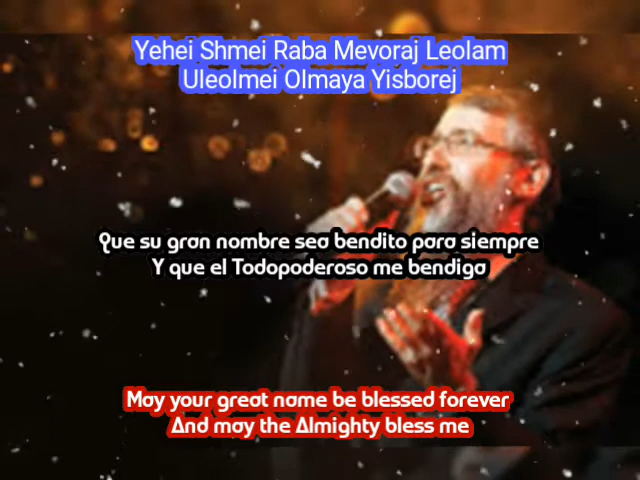 Yehei Shmei Raba Mevoraj Leolam
Uleolmei Olmaya Yisborej
Que su gran nombre sea bendito para siempre
Y que el Todopoderoso me bendiga
May your great name be blessed forever
And may the Almighty bless me